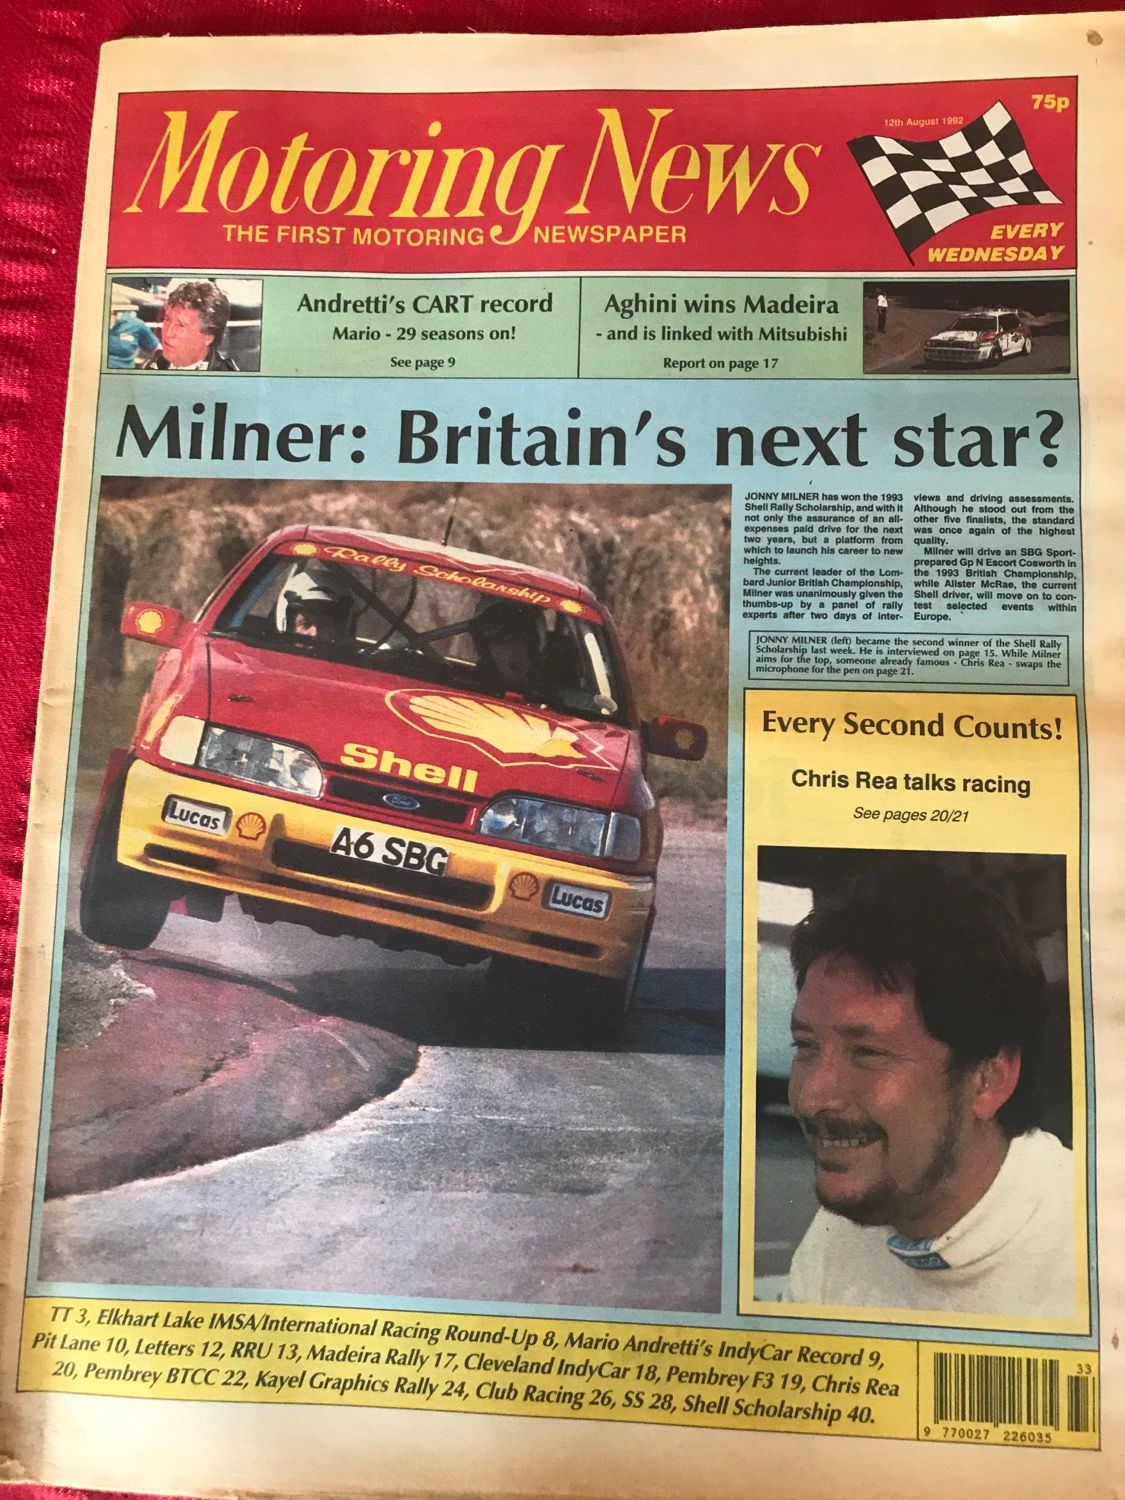 75p
12th August 1992
Motoring News
THE FIRST MOTORING NEWSPAPER
EVERY
WEDNESDAY
Andretti's CART record
Mario - 29 seasons on!
See page 9
Aghini wins Madeira
- and is linked with Mitsubishi
Report on page 17
Milner: Britain's next star?
JONNY MILNER has won the 1993
Shell Rally Scholarship, and with it
not only the assurance of an all-
expenses paid drive for the next
two years, but a platform from
which to launch his career to new
heights.
The current leader of the Lom-
bard Junior British Championship,
Milner was unanimously given the
thumbs-up by a panel of rally
experts after two days of inter-
views and driving assessments.
Although he stood out from the
other five finalists, the standard
was once again of the highest
quality.
Milner will drive an SBG Sport-
prepared Gp N Escort Cosworth in
the 1993 British Championship,
while Alister McRae, the current
Shell driver, will move on to con-
test selected events within
Europe.
JONNY MILNER (left) became the second winner of the Shell Rally
Scholarship last week. He is interviewed on page 15. While Milner
aims for the top, someone already famous - Chris Rea - swaps the
microphone for the pen on page 21.
Rally Scholarship
Shell
Ford
Lucas
A6 SBG
Lucas
Every Second Counts!
Chris Rea talks racing
See pages 20/21
TT 3, Elkhart Lake IMSA/International Racing Round-Up 8, Mario Andretti's IndyCar Record 9,
Pit Lane 10, Letters 12, RRU 13, Madeira Rally 17, Cleveland IndyCar 18, Pembrey F3 19, Chris Rea
20, Pembrey BTCC 22, Kayel Graphics Rally 24, Club Racing 26, SS 28, Shell Scholarship 40.
33
9 770027 226035